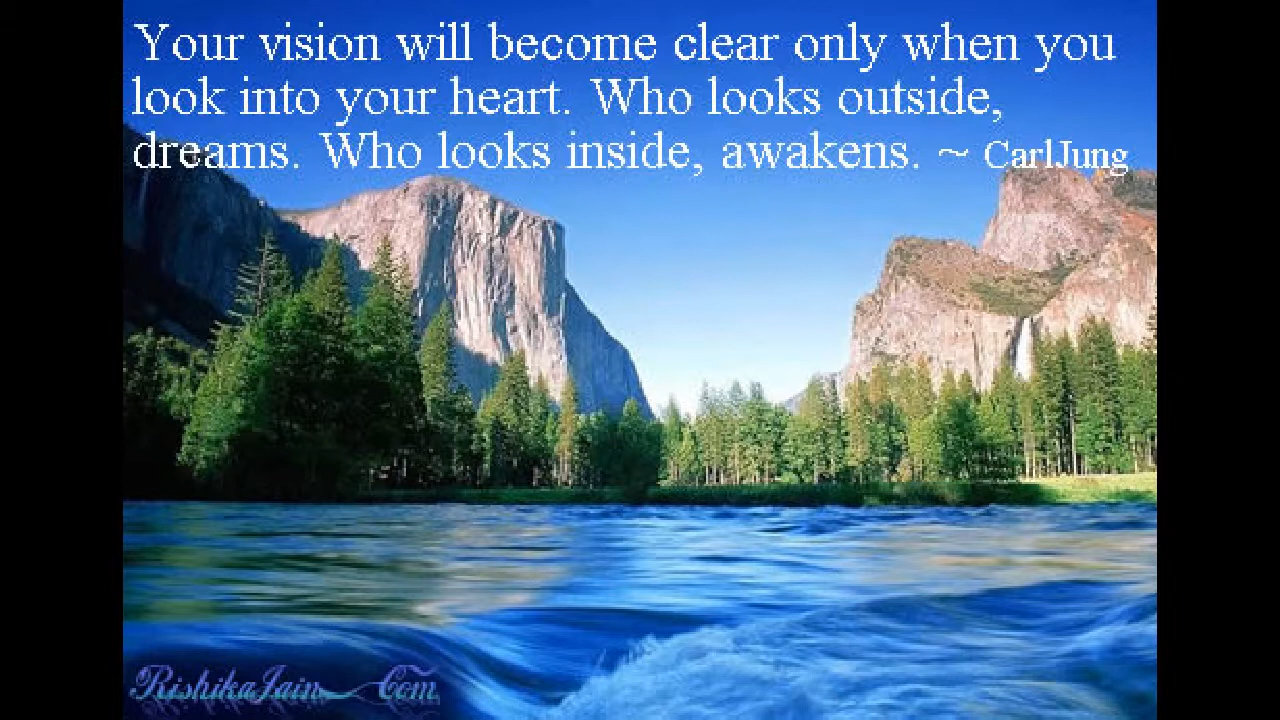 Your vision will become clear only when you
look into your heart. Who looks outside,
dreams. Who looks inside, awakens. ~ CarlJung
RishikaJain Com